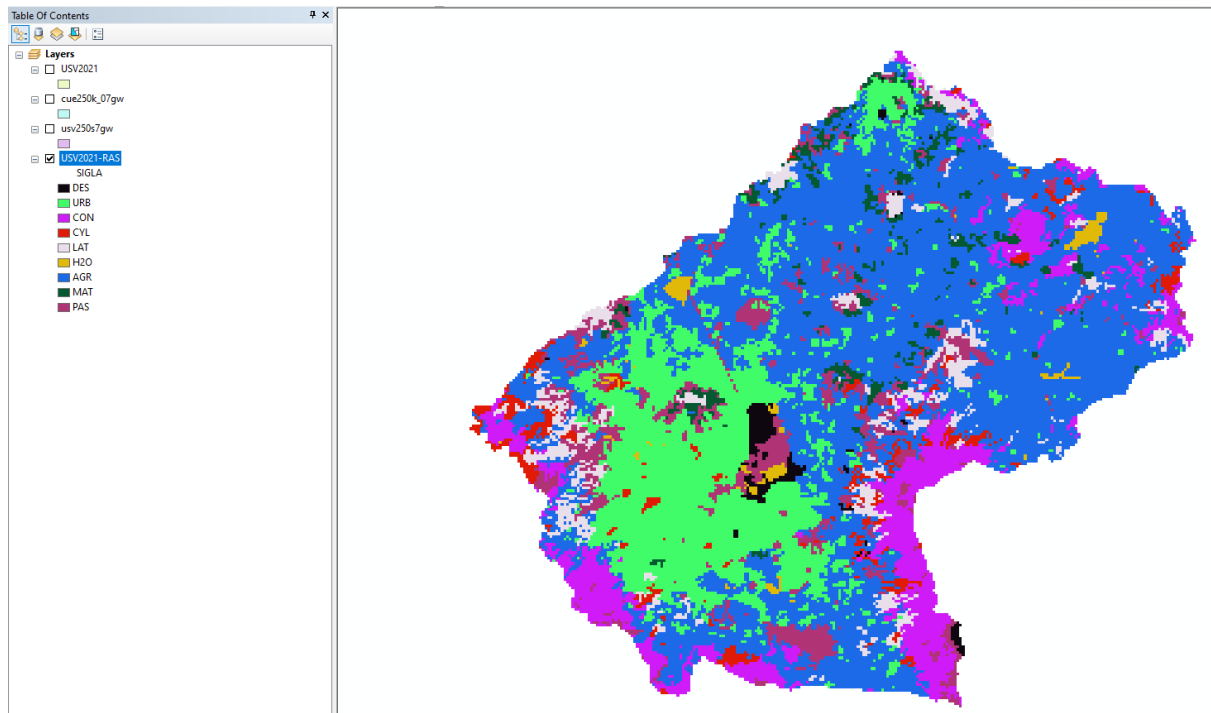 Table Of Contents
Layers
USV2021
cue250k_07gw
usv250s7gw
USV2021-RAS
SIGLA
DES
URB
CON
CYL
LAT
H2O
AGR
MAT
PAS